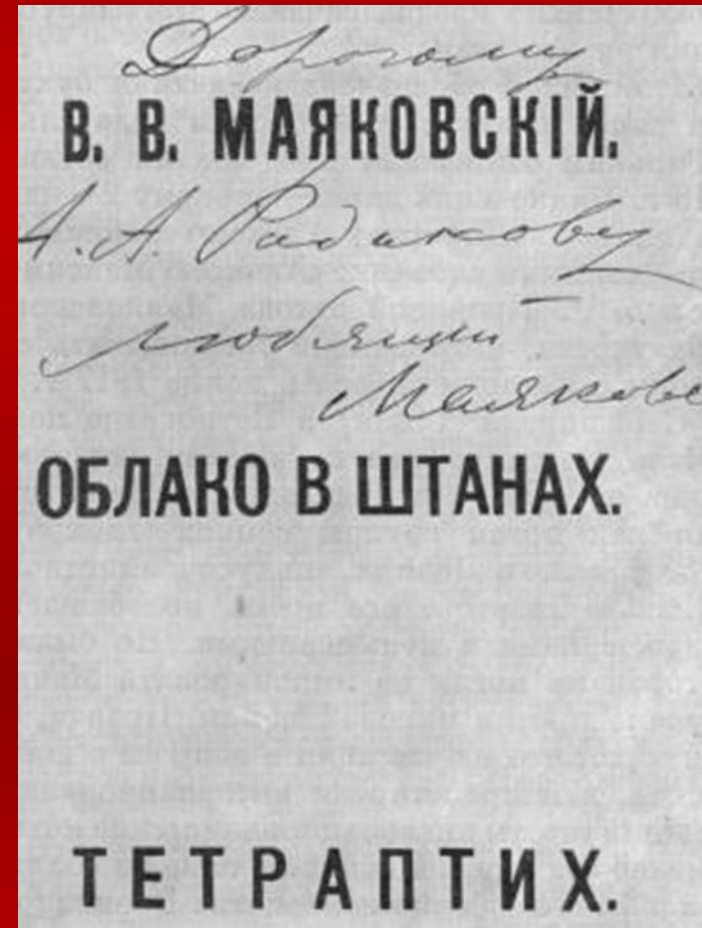 Дорогому
В. В. МАЯКОВСКІЙ.
А. А. Радакову
любящий
Маяковс
ОБЛАКО В ШТАНАХ.
ТЕТРАПТИХ.